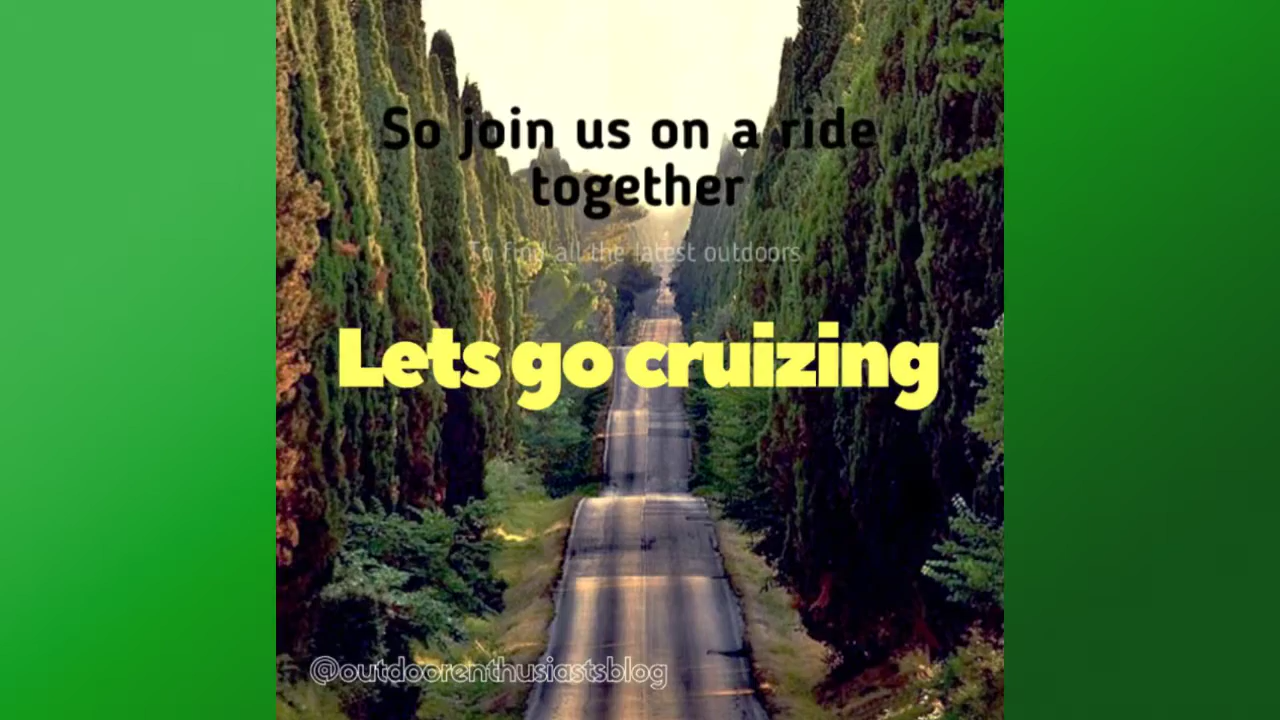 So join us on a ride
together
To find all the latest outdoors
Lets go cruizing
@outdoorenthusiastsblog